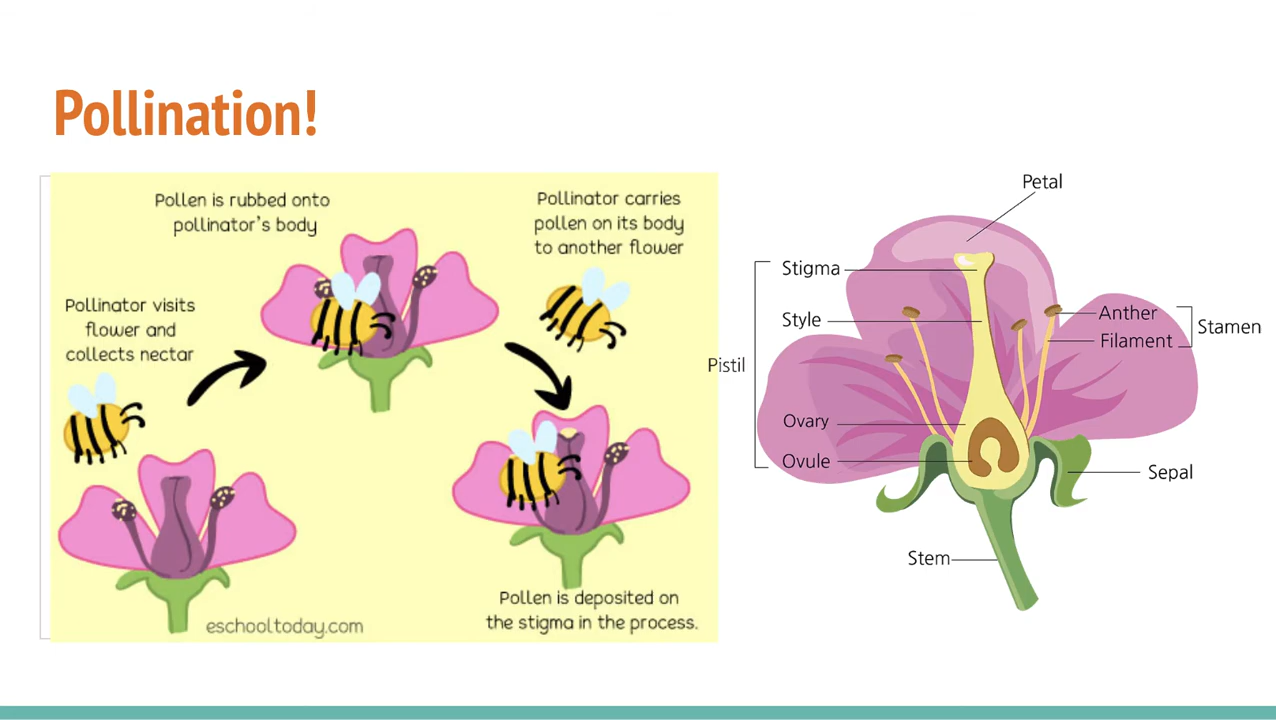 Pollination!
Pollen is rubbed onto
pollinator's body
Pollinator carries
pollen on its body
to another flower
Pollinator visits
flower and
collects nectar
Pollen is deposited on
the stigma in the process.
eschooltoday.com
Petal
Stigma
Style
Pistil
Ovary
Ovule
Anther
Filament
Stamen
Sepal
Stem